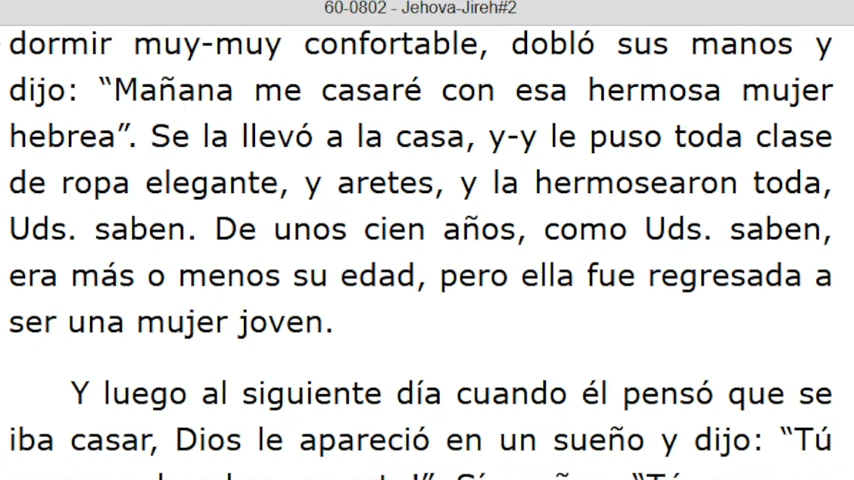 60-0802 - Jehova-Jireh#2
dormir muy-muy confortable, dobló sus manos y
dijo: “Mañana me casaré con esa hermosa mujer
hebrea”. Se la llevó a la casa, y-y le puso toda clase
de ropa elegante, y aretes, y la hermosearon toda,
Uds. saben. De unos cien años, como Uds. saben,
era más o menos su edad, pero ella fue regresada a
ser una mujer joven.
Y luego al siguiente día cuando él pensó que se
iba casar, Dios le apareció en un sueño y dijo: “Tú